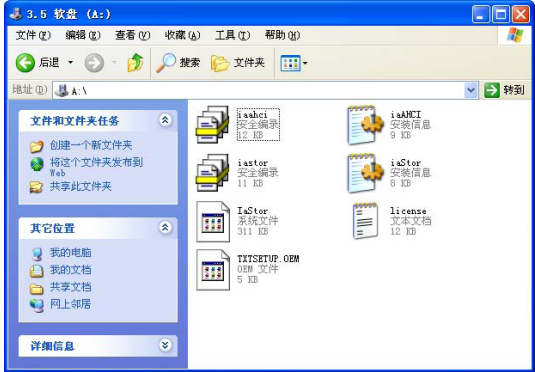 3.5 软盘 (A:)
文件(F) 编辑(E) 查看(V) 收藏(A) 工具(T) 帮助(H)
后退 搜索 文件夹
地址(D) A:\ 转到
文件和文件夹任务
创建一个新文件夹
将这个文件夹发布到
Web
共享此文件夹
其它位置
我的电脑
我的文档
共享文档
网上邻居
详细信息
iaahci
安全编录
12 KB
iaAHCI
安装信息
9 KB
iastor
安全编录
11 KB
iaStor
安装信息
8 KB
IaStor
系统文件
311 KB
license
文本文档
12 KB
TXTSETUP.OEM
OEM 文件
5 KB